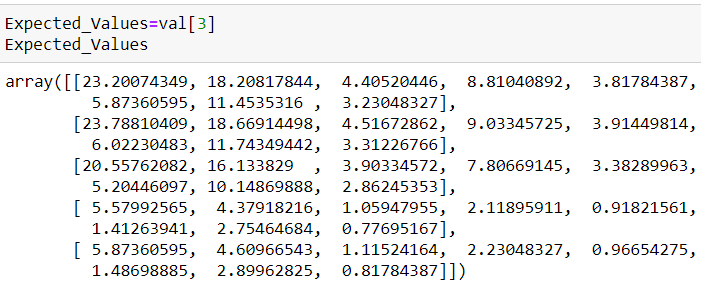 Expected_Values=val[3]
Expected_Values
array([[23.20074349, 18.20817844,  4.40520446,  8.81040892,  3.81784387,
         5.87360595, 11.4535316 ,  3.23048327],
       [23.78810409, 18.66914498,  4.51672862,  9.03345725,  3.91449814,
         6.02230483, 11.74349442,  3.31226766],
       [20.55762082, 16.133829  ,  3.90334572,  7.80669145,  3.38289963,
         5.20446097, 10.14869888,  2.86245353],
       [ 5.57992565,  4.37918216,  1.05947955,  2.11895911,  0.91821561,
         1.41263941,  2.75464684,  0.77695167],
       [ 5.87360595,  4.60966543,  1.11524164,  2.23048327,  0.96654275,
         1.48698885,  2.89962825,  0.81784387]])